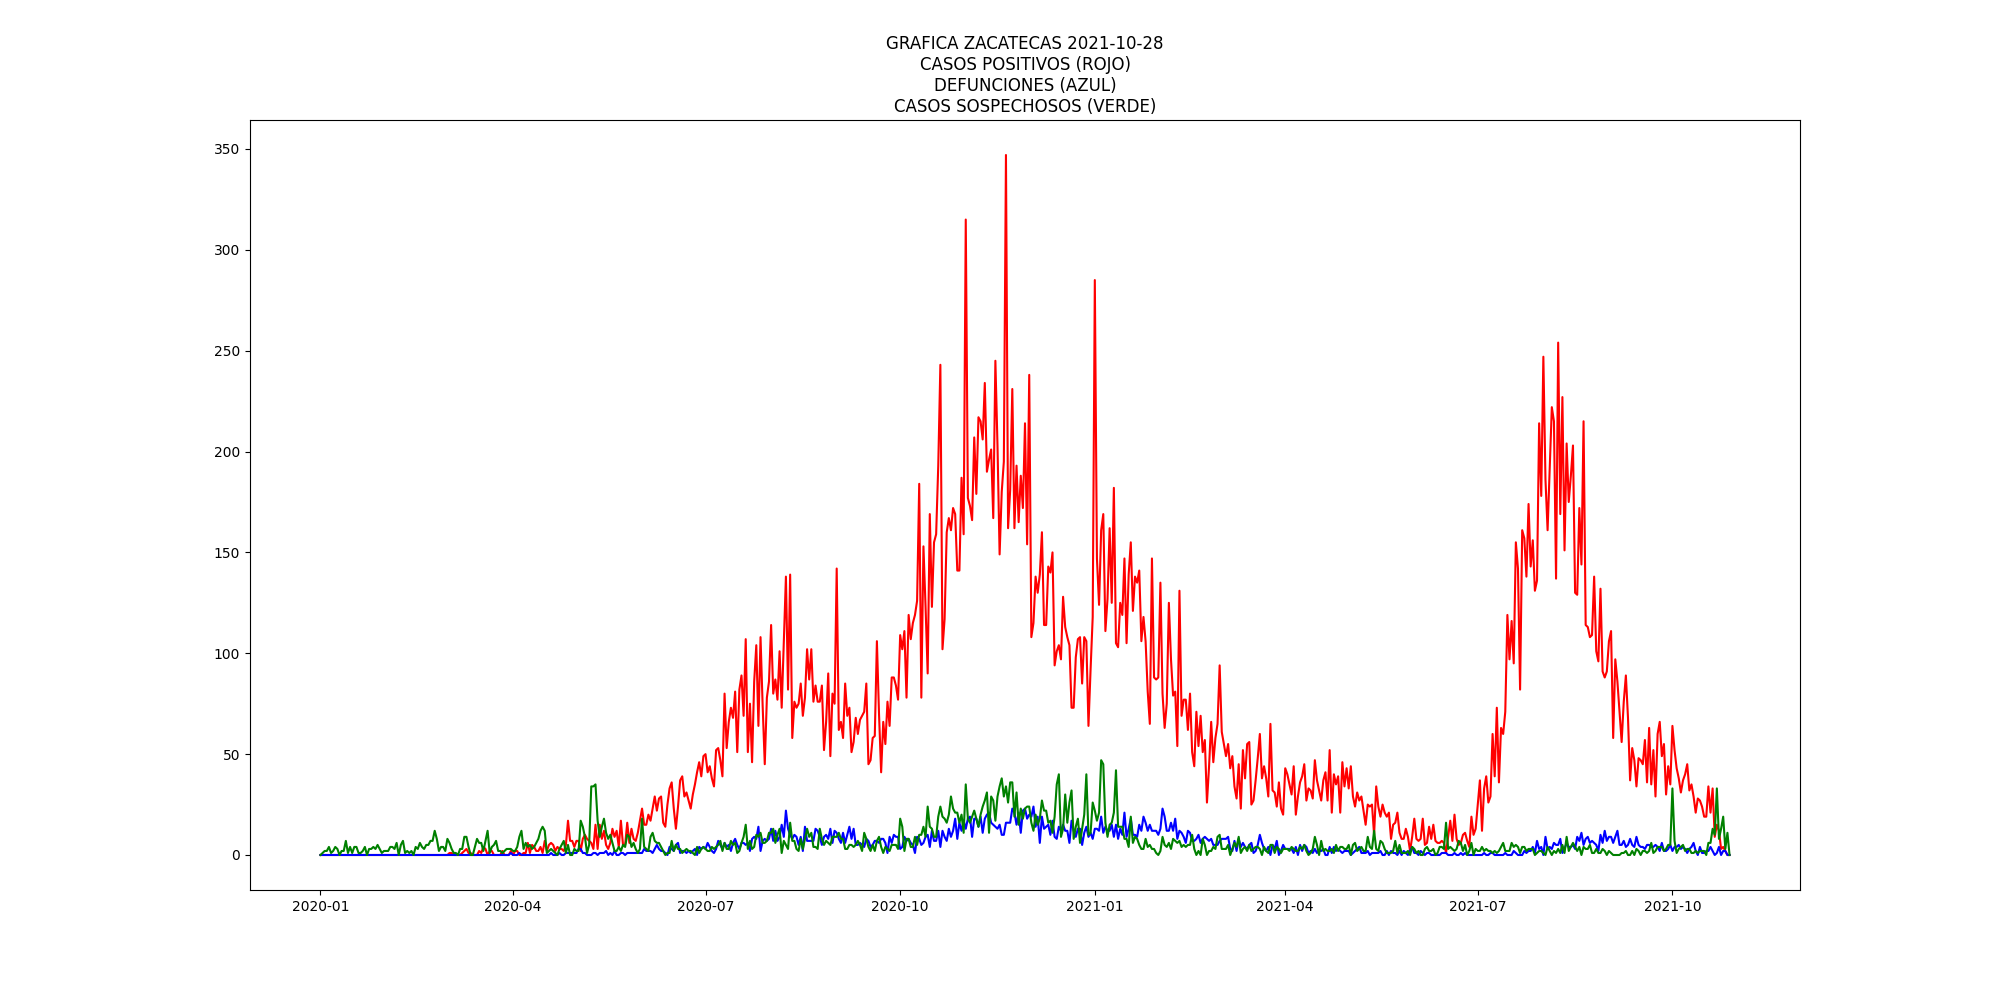 GRAFICA ZACATECAS 2021-10-28
CASOS POSITIVOS (ROJO)
DEFUNCIONES (AZUL)
CASOS SOSPECHOSOS (VERDE)
350
300
250
200
150
100
50
0
2020-01 2020-04 2020-07 2020-10 2021-01 2021-04 2021-07 2021-10